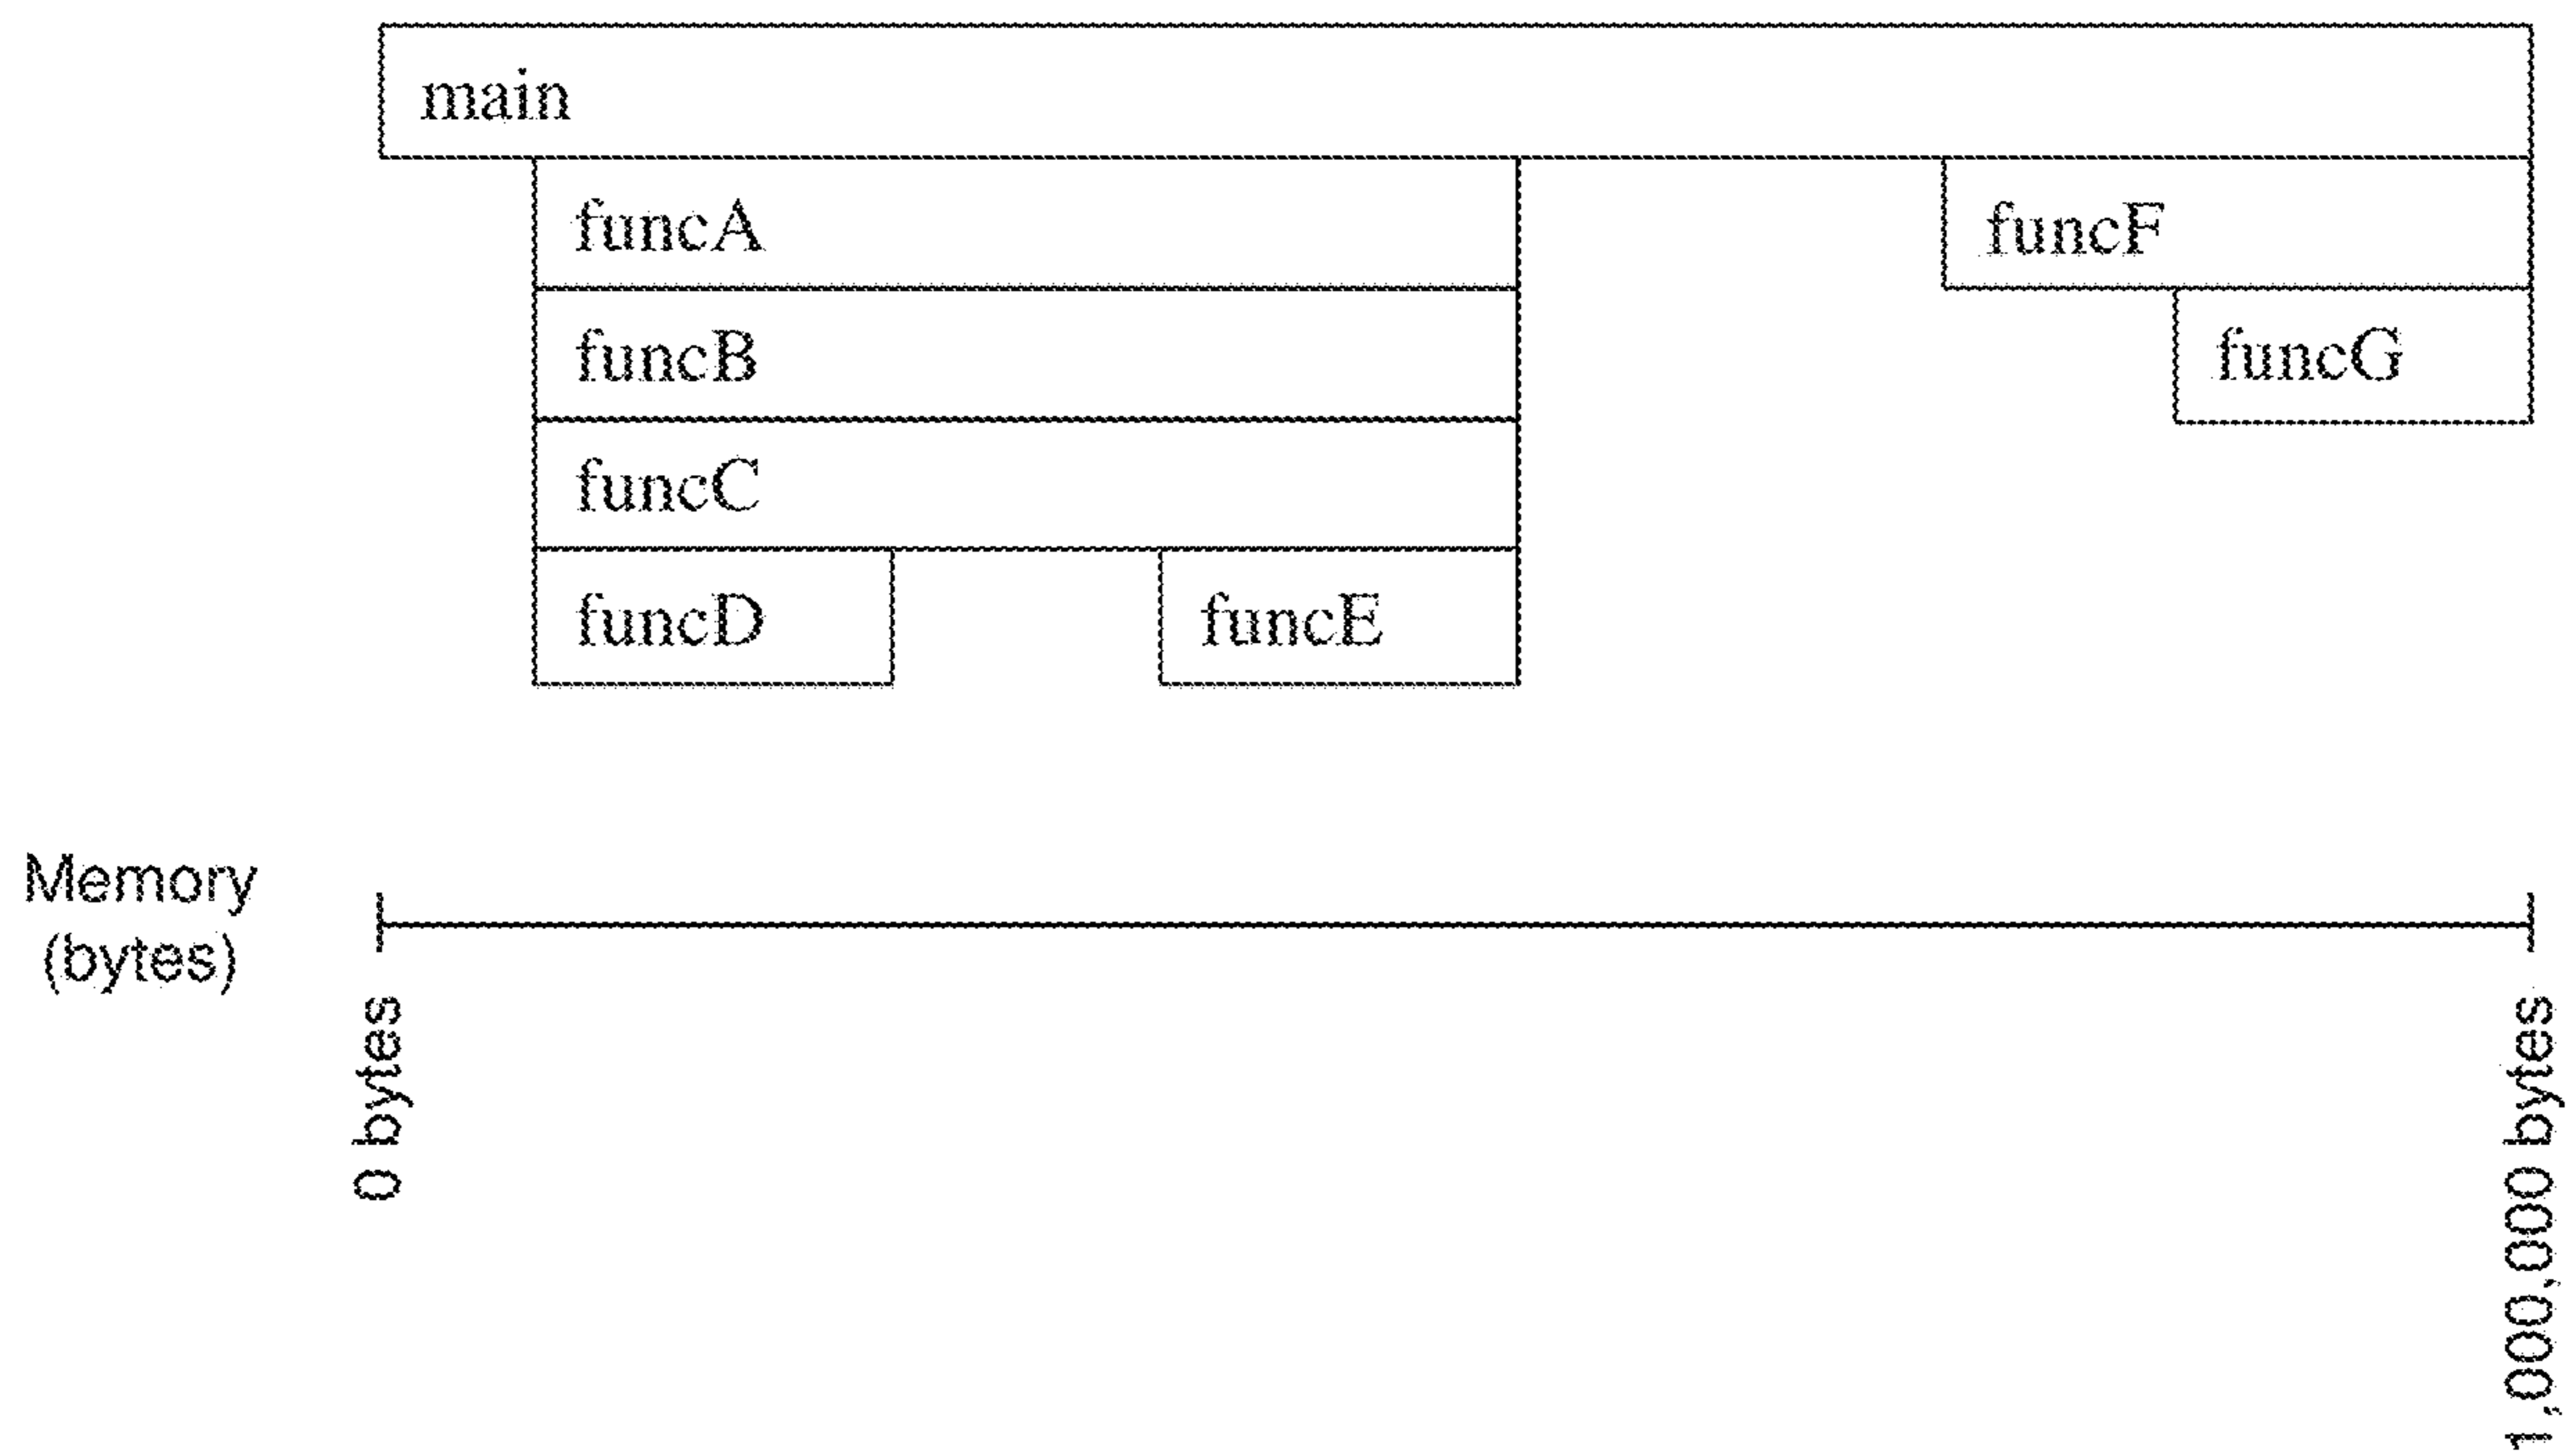 main
funcA
funcF
funcB
funcG
funcC
funcD
funcE
Memory
(bytes)
0 bytes
1,000,000 bytes